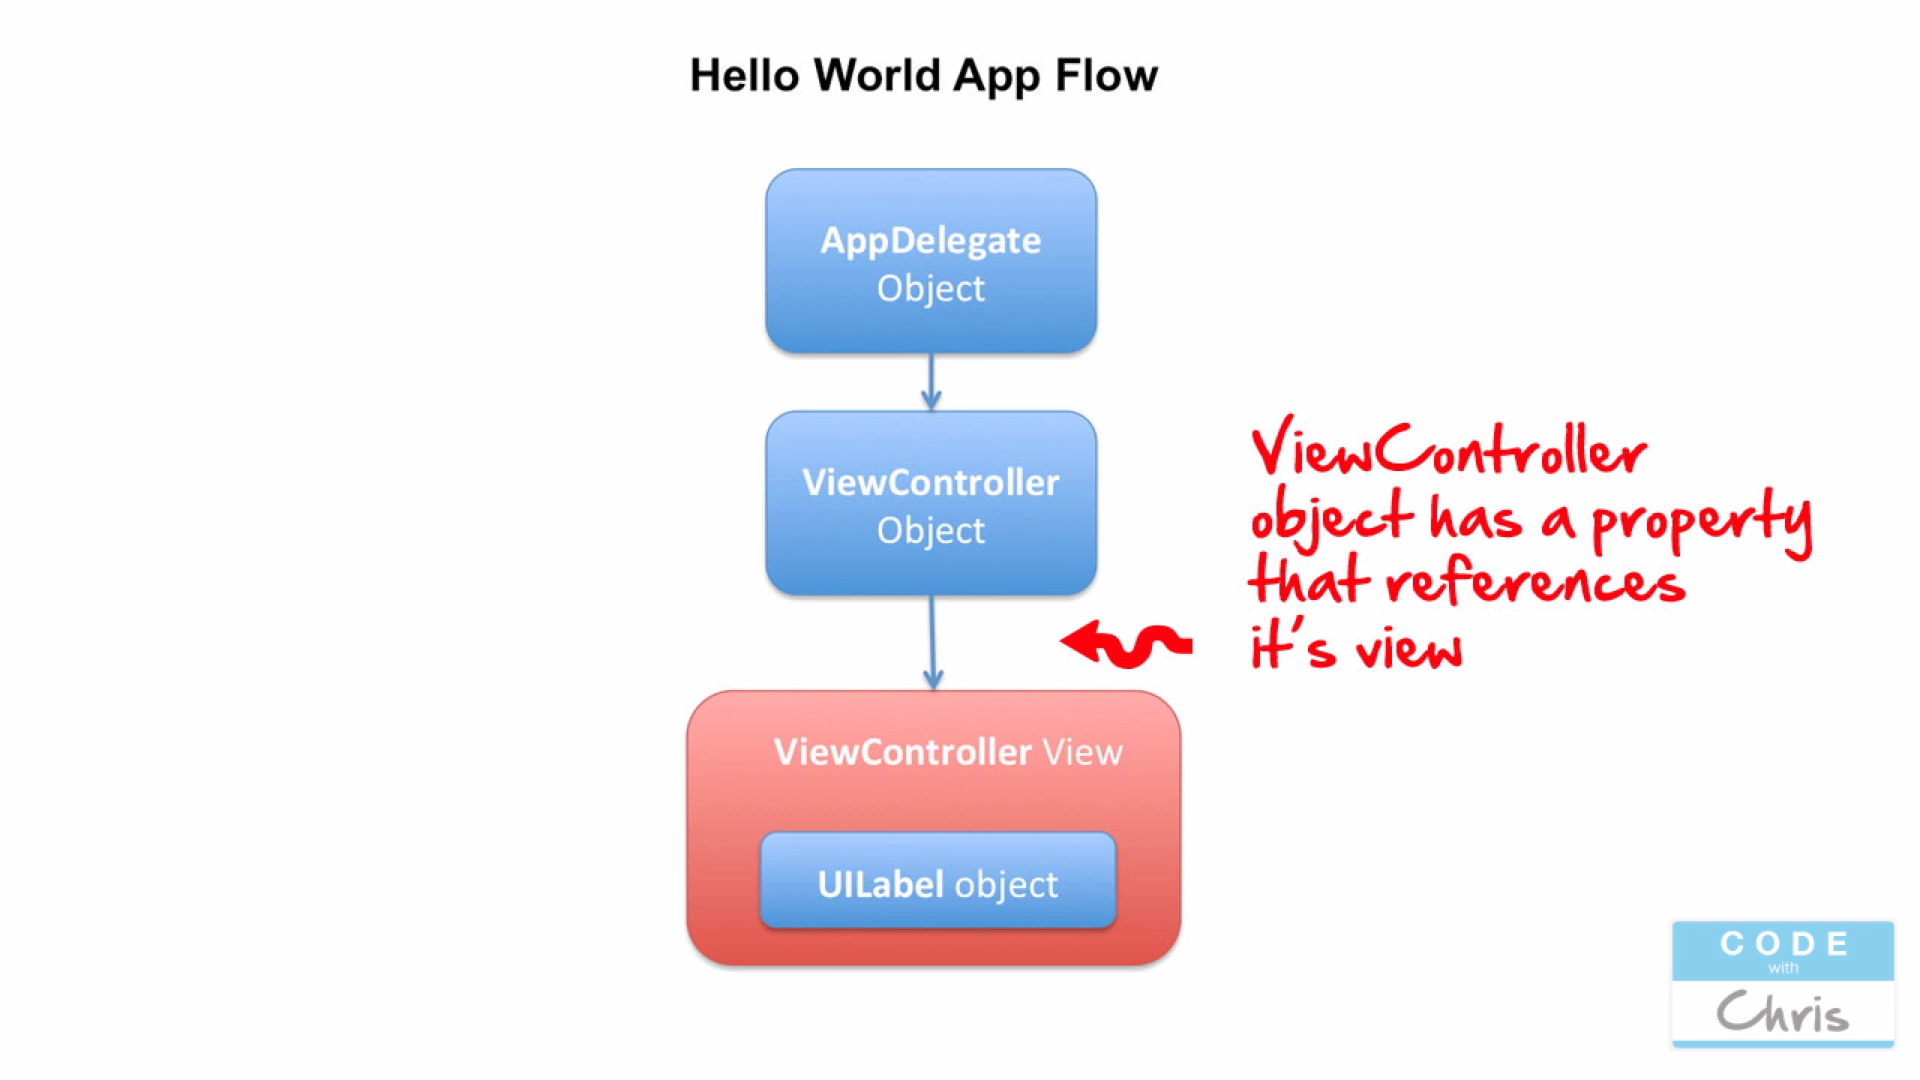 Hello World App Flow
AppDelegate
Object
ViewController
Object
ViewController
object has a property
that references
it's view
ViewController View
UILabel object
CODE
with
Chris